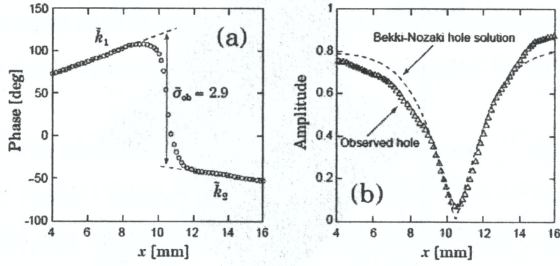 150
100
50
0
-50
-100
Phase [deg]
4 6 8 10 12 14 16
x [mm]
k̃₁
(a)
σ̃ₒb = 2.9
k̃₂
1
0.8
0.6
0.4
0.2
0
Amplitude
4 6 8 10 12 14 16
x [mm]
Bekki-Nozaki hole solution
Observed hole
(b)